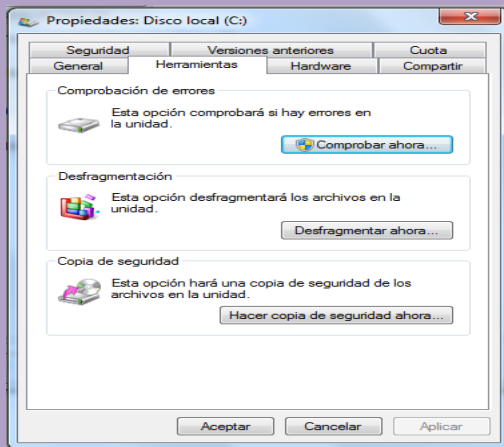 Propiedades: Disco local (C:)
Seguridad Versiones anteriores Cuota
General Herramientas Hardware Compartir
Comprobación de errores
Esta opción comprobará si hay errores en
la unidad.
Comprobar ahora...
Desfragmentación
Esta opción desfragmentará los archivos en la
unidad.
Desfragmentar ahora...
Copia de seguridad
Esta opción hará una copia de seguridad de los
archivos en la unidad.
Hacer copia de seguridad ahora...
Aceptar Cancelar Aplicar